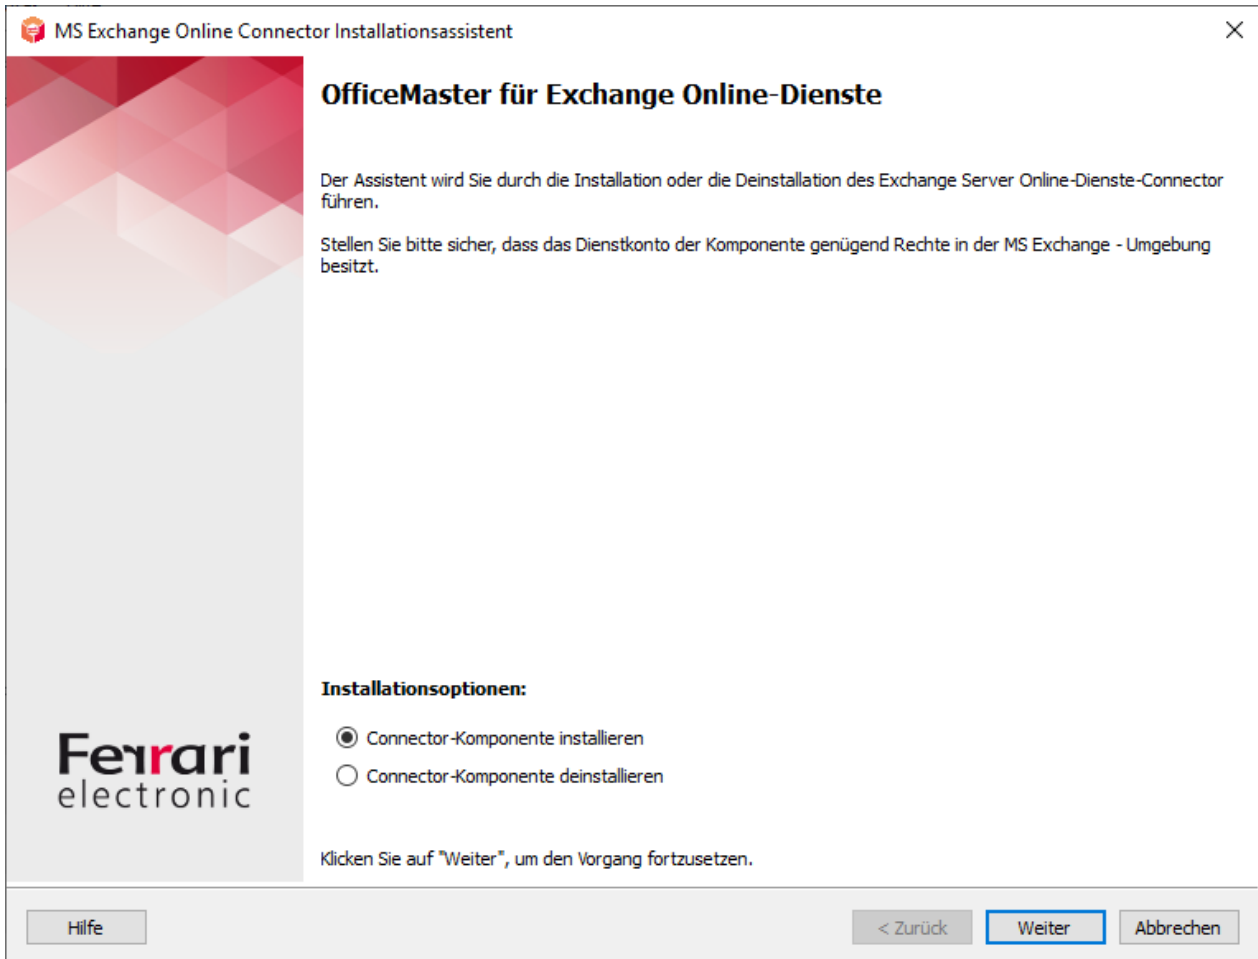 MS Exchange Online Connector Installationsassistent
OfficeMaster für Exchange Online-Dienste
Der Assistent wird Sie durch die Installation oder die Deinstallation des Exchange Server Online-Dienste-Connector
führen.
Stellen Sie bitte sicher, dass das Dienstkonto der Komponente genügend Rechte in der MS Exchange - Umgebung
besitzt.
Installationsoptionen:
Connector-Komponente installieren
Connector-Komponente deinstallieren
Ferrari
electronic
Klicken Sie auf "Weiter", um den Vorgang fortzusetzen.
Hilfe
< Zurück
Weiter
Abbrechen